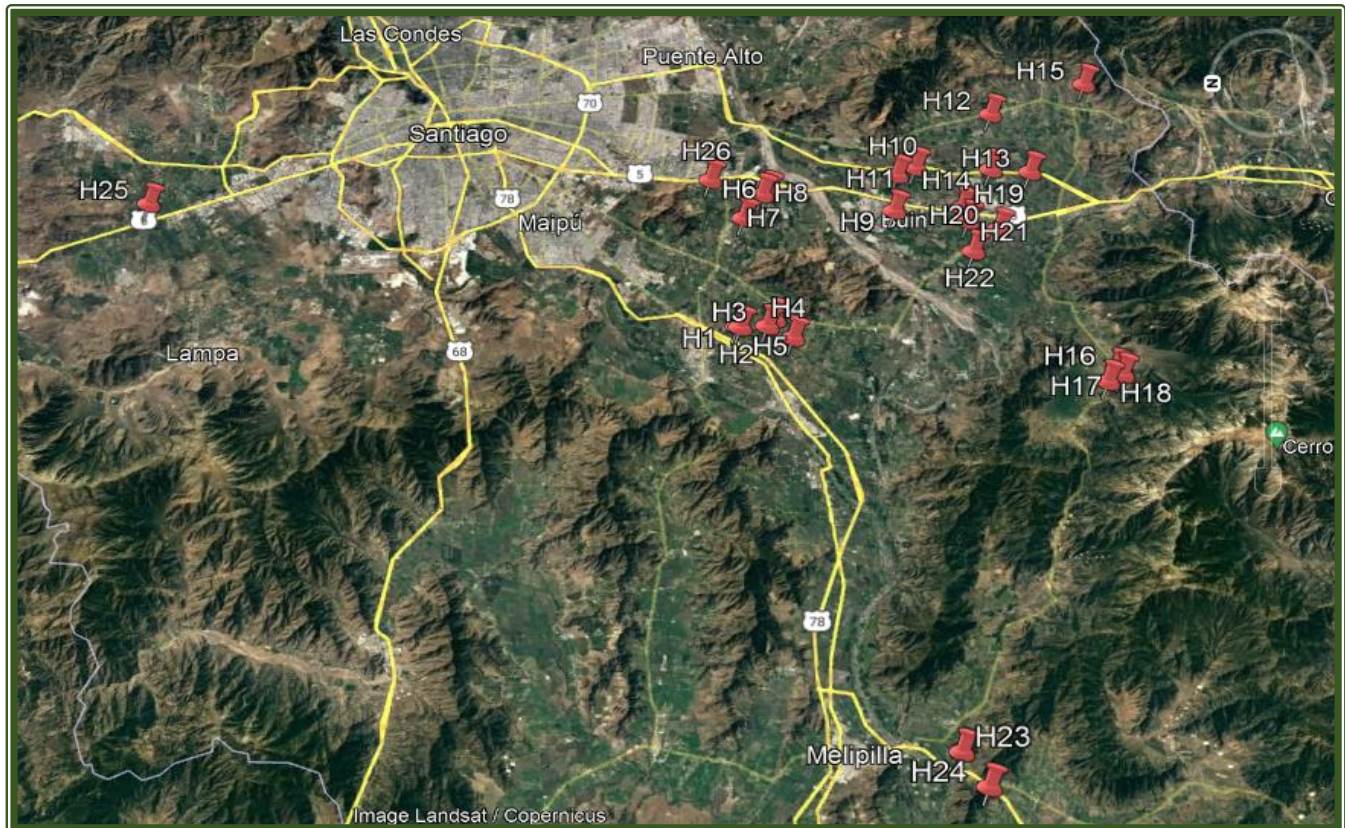 Las Condes
Puente Alto
H15
N
70
H12
Santiago
H26
5
H10
H13
H25
6
78
Maipú
H6
H8
H11
H14
H19
H7
H9
Buin
H20
H21
H22
H3
H4
H1
H2
H5
Lampa
68
H16
H17
H18
Cerro
78
H23
Melipilla
H24
Image Landsat / Copernicus